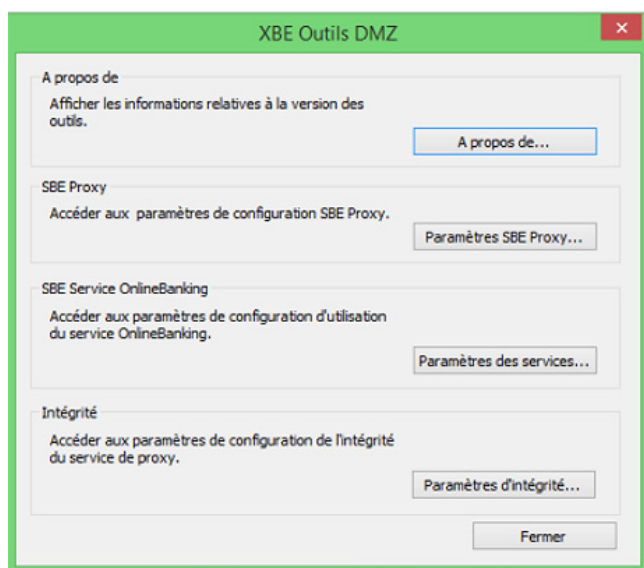 XBE Outils DMZ
A propos de
Afficher les informations relatives à la version des
outils.
A propos de...
SBE Proxy
Accéder aux paramètres de configuration SBE Proxy.
Paramètres SBE Proxy...
SBE Service OnlineBanking
Accéder aux paramètres de configuration d'utilisation
du service OnlineBanking.
Paramètres des services...
Intégrité
Accéder aux paramètres de configuration de l'intégrité
du service de proxy.
Paramètres d'intégrité...
Fermer